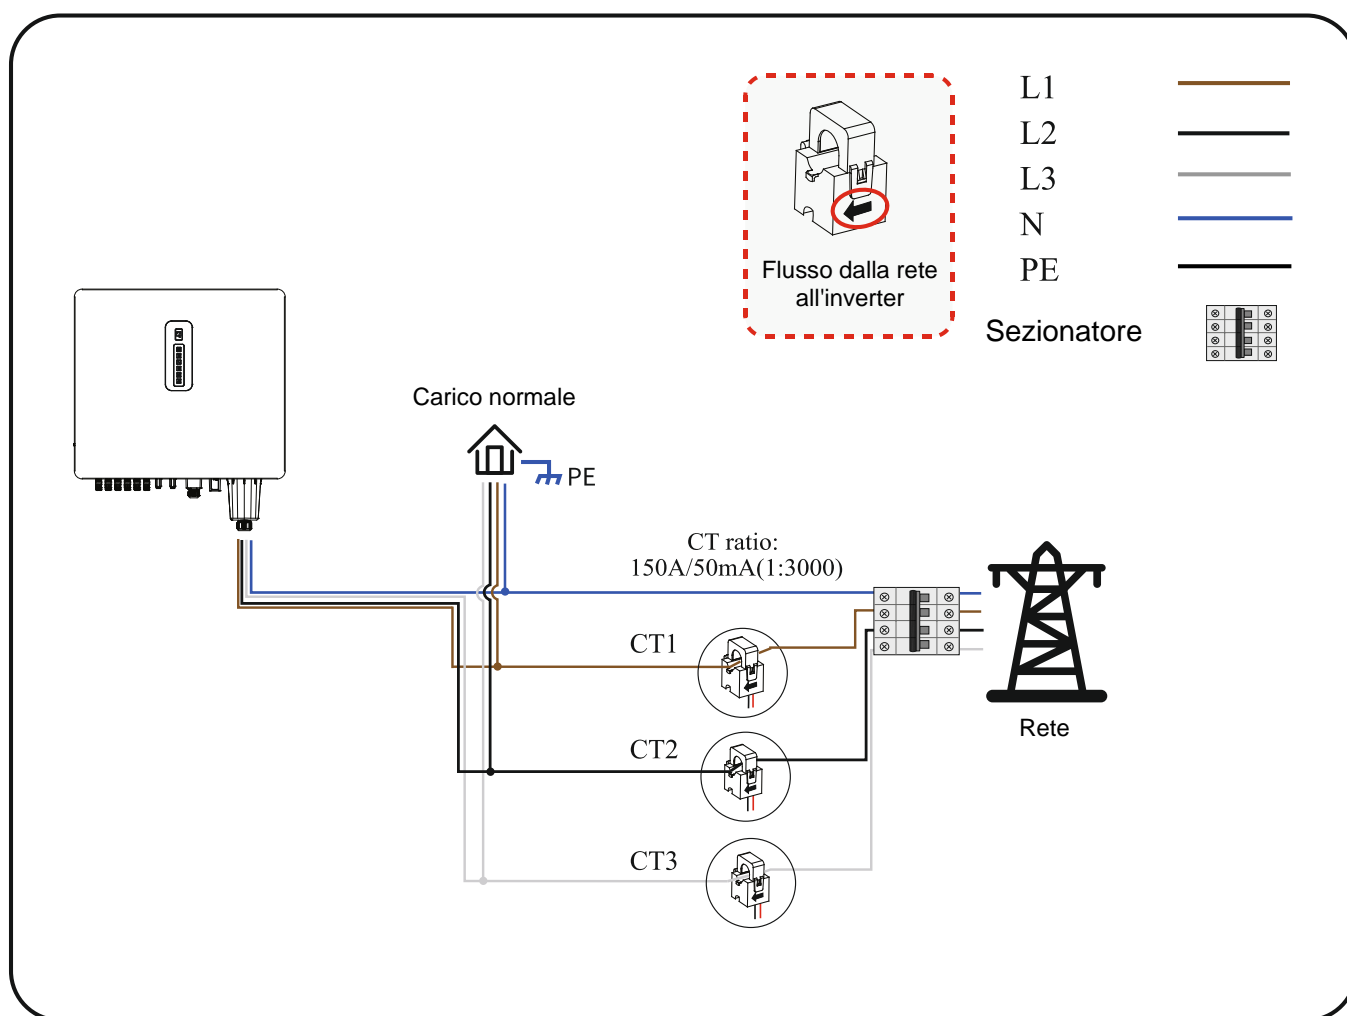 L1
L2
L3
N
PE
Sezionatore
Flusso dalla rete
all'inverter
Carico normale
PE
CT ratio:
150A/50mA(1:3000)
CT1
CT2
CT3
Rete